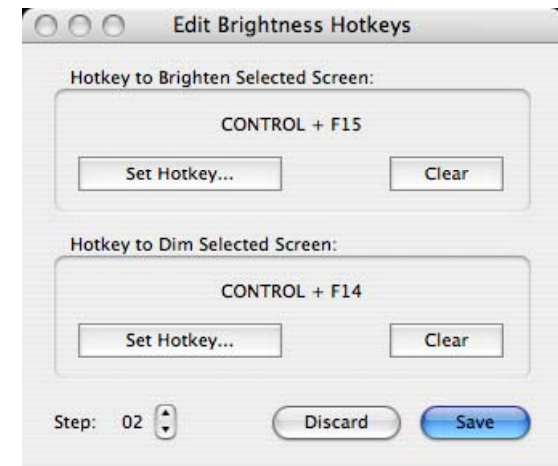 Edit Brightness Hotkeys
Hotkey to Brighten Selected Screen:
CONTROL + F15
Set Hotkey... Clear
Hotkey to Dim Selected Screen:
CONTROL + F14
Set Hotkey... Clear
Step: 02 Discard Save